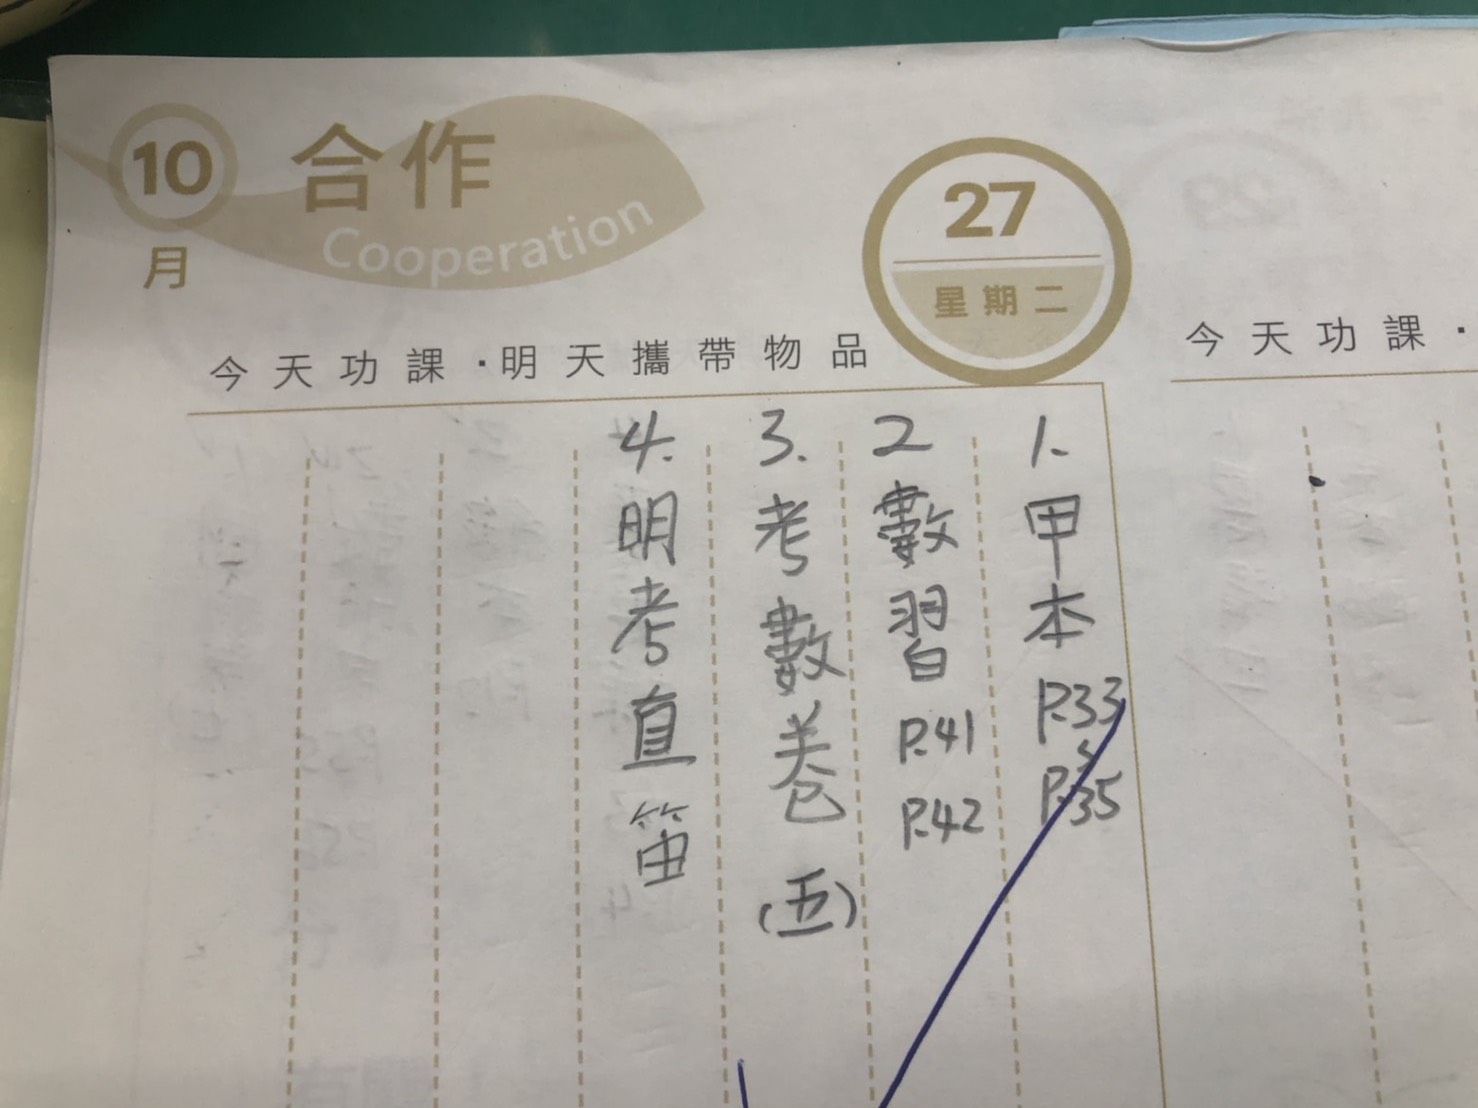 10
月
合作
Cooperation
27
星期二
今天功課・明天攜帶物品
1. 甲本 P.33~P.35
2 數習 P.41 P.42
3. 考數卷(五)
4. 明考直笛
今天功課・